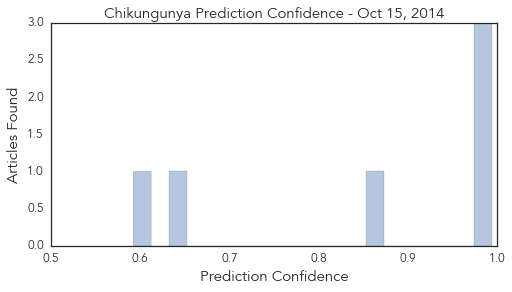 Chikungunya Prediction Confidence - Oct 15, 2014
3.0
2.5
2.0
1.5
1.0
0.5
0.0
Articles Found
0.5 0.6 0.7 0.8 0.9 1.0
Prediction Confidence